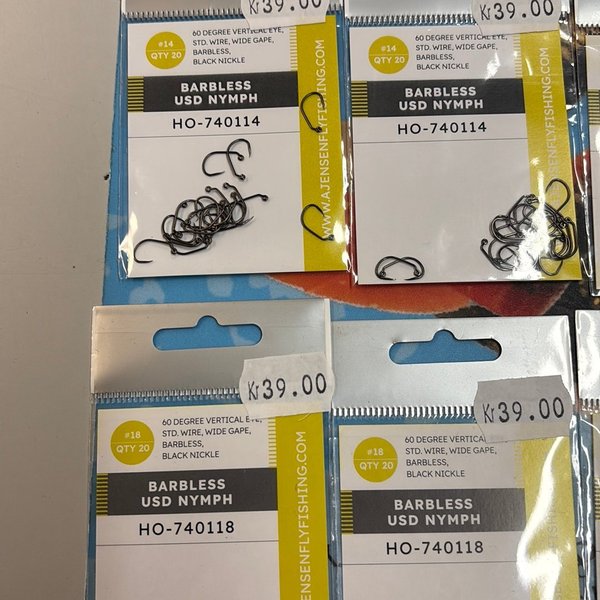 Kr39.00
#14
QTY 20
60 DEGREE VERTICAL EYE,
STD. WIRE, WIDE GAPE,
BARBLESS,
BLACK NICKLE
BARBLESS
USD NYMPH
HO-740114
WWW.AJENSENFLYFISHING.COM
Kr39.00
#14
QTY 20
60 DEGREE VERTICAL EYE,
STD. WIRE, WIDE GAPE,
BARBLESS,
BLACK NICKLE
BARBLESS
USD NYMPH
HO-740114
Kr39.00
#18
QTY 20
60 DEGREE VERTICAL EYE,
STD. WIRE, WIDE GAPE,
BARBLESS,
BLACK NICKLE
BARBLESS
USD NYMPH
HO-740118
JENSENFLYFISHING.COM
Kr39.00
#18
QTY 20
60 DEGREE VERTICAL
STD. WIRE, WIDE GAPE,
BARBLESS,
BLACK NICKLE
BARBLESS
USD NYMPH
HO-740118